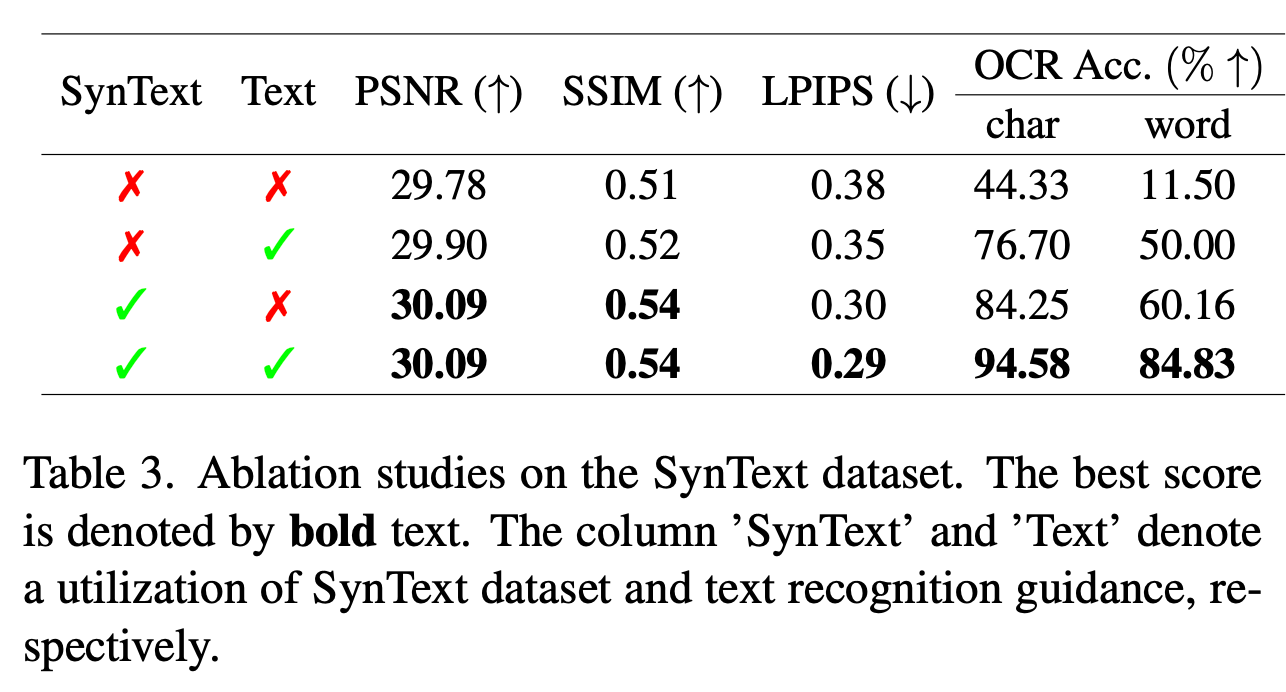 SynText Text PSNR (↑) SSIM (↑) LPIPS (↓) OCR Acc. (% ↑)
char word
✗ ✗ 29.78 0.51 0.38 44.33 11.50
✗ ✓ 29.90 0.52 0.35 76.70 50.00
✓ ✗ 30.09 0.54 0.30 84.25 60.16
✓ ✓ 30.09 0.54 0.29 94.58 84.83
Table 3. Ablation studies on the SynText dataset. The best score
is denoted by bold text. The column ’SynText’ and ’Text’ denote
a utilization of SynText dataset and text recognition guidance, re-
spectively.